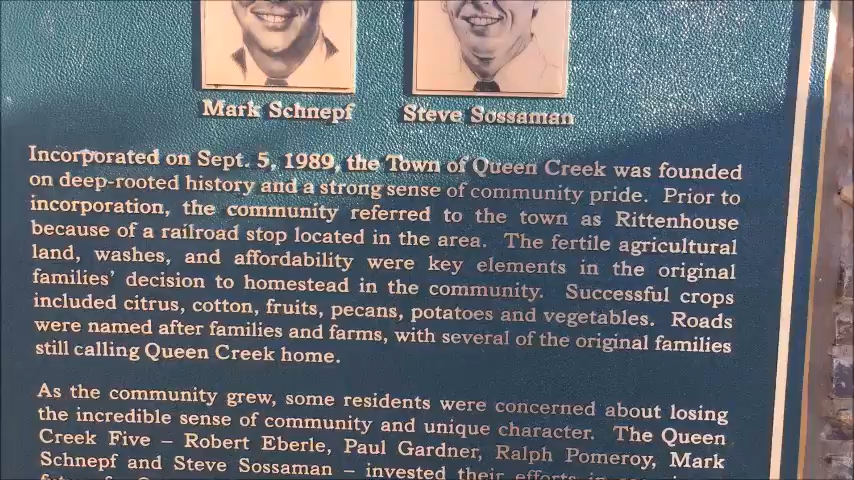 Mark Schnepf Steve Sossaman
Incorporated on Sept. 5, 1989, the Town of Queen Creek was founded
on deep-rooted history and a strong sense of community pride. Prior to
incorporation, the community referred to the town as Rittenhouse
because of a railroad stop located in the area. The fertile agricultural
land, washes, and affordability were key elements in the original
families' decision to homestead in the community. Successful crops
included citrus, cotton, fruits, pecans, potatoes and vegetables. Roads
were named after families and farms, with several of the original families
still calling Queen Creek home.
As the community grew, some residents were concerned about losing
the incredible sense of community and unique character. The Queen
Creek Five – Robert Eberle, Paul Gardner, Ralph Pomeroy, Mark
Schnepf and Steve Sossaman – invested their efforts in